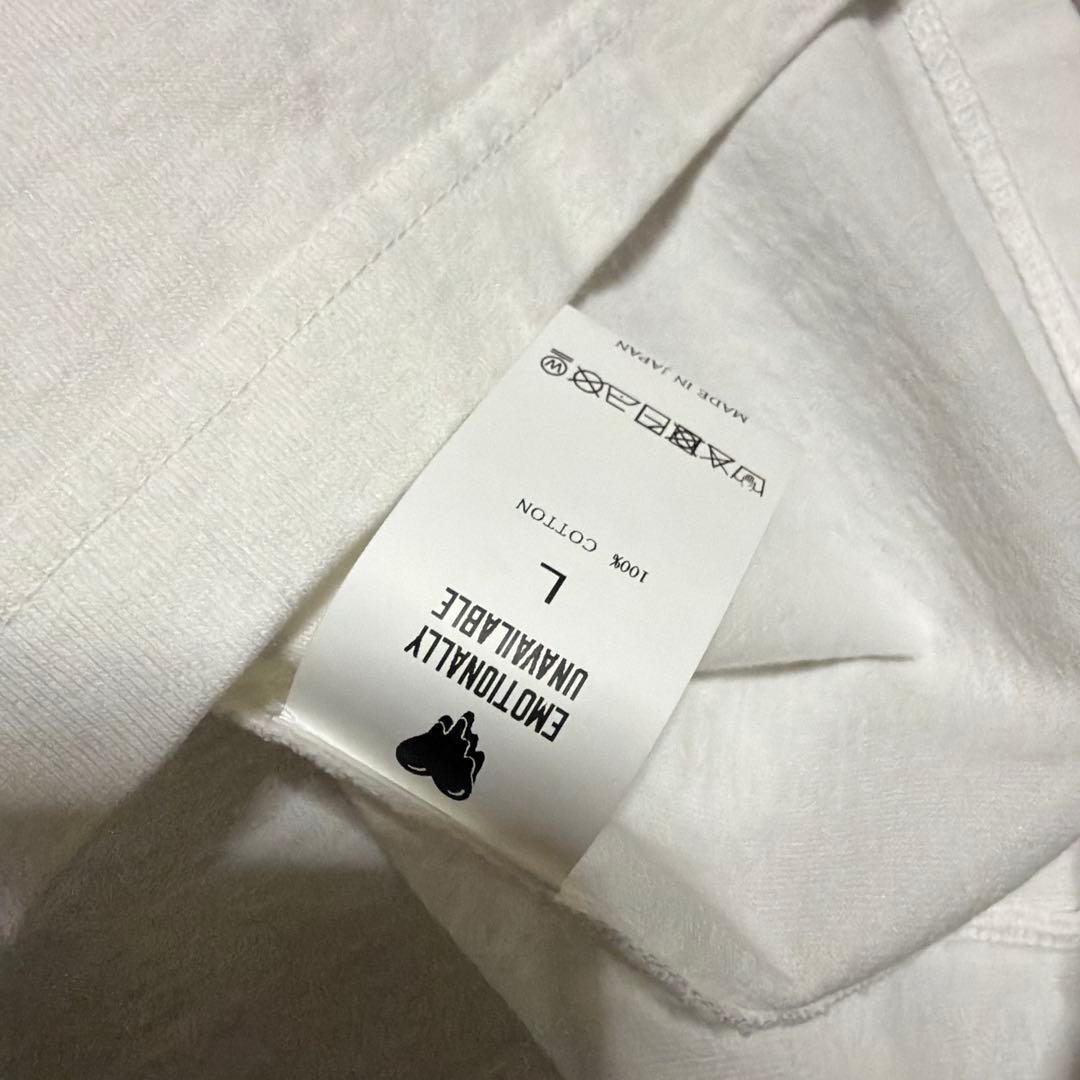 EMOTIONALLY
UNAVAILABLE
L
100% COTTON
W
MADE IN JAPAN